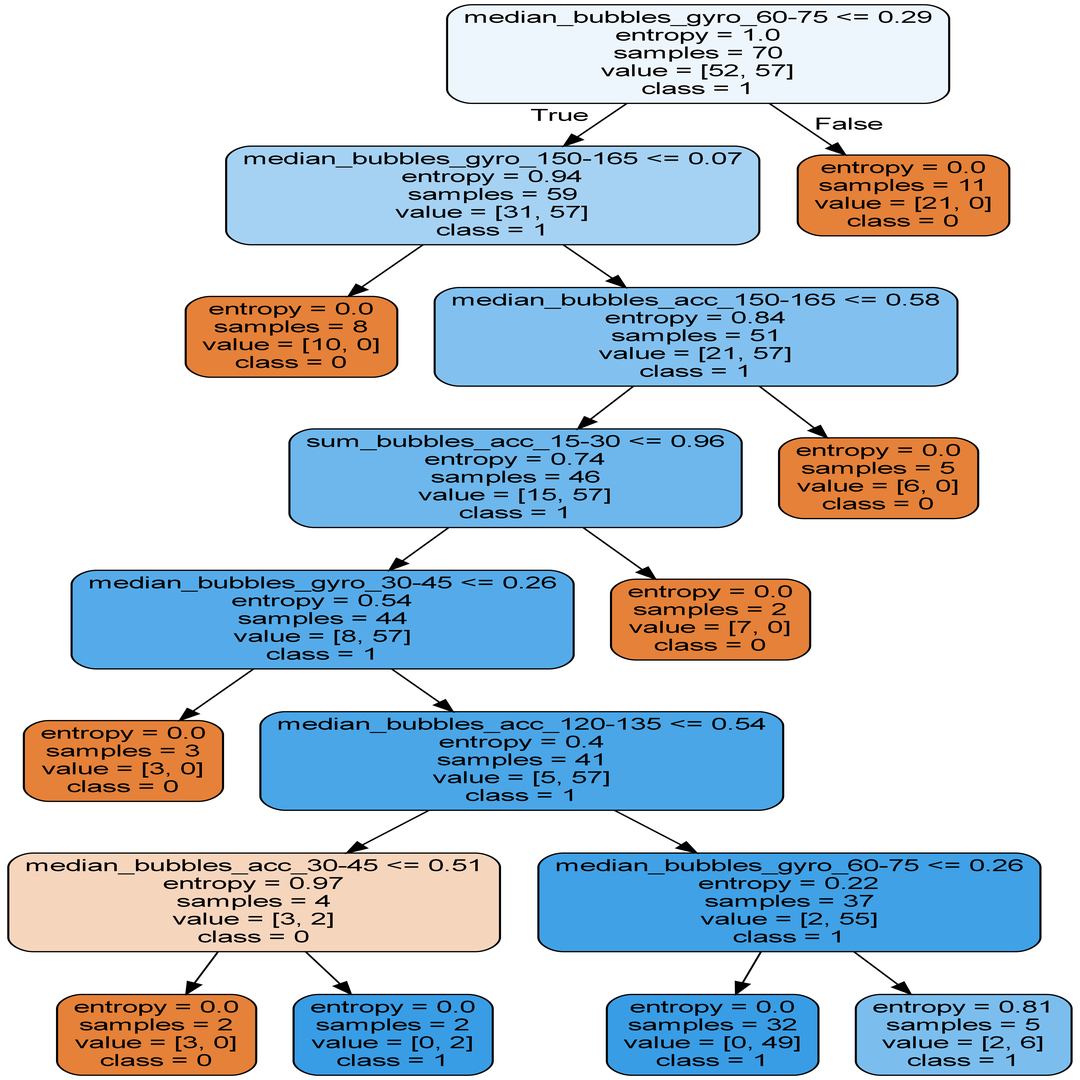 median_bubbles_gyro_60-75 <= 0.29
entropy = 1.0
samples = 70
value = [52, 57]
class = 1
True
False
median_bubbles_gyro_150-165 <= 0.07
entropy = 0.94
samples = 59
value = [31, 57]
class = 1
entropy = 0.0
samples = 11
value = [21, 0]
class = 0
entropy = 0.0
samples = 8
value = [10, 0]
class = 0
median_bubbles_acc_150-165 <= 0.58
entropy = 0.84
samples = 51
value = [21, 57]
class = 1
sum_bubbles_acc_15-30 <= 0.96
entropy = 0.74
samples = 46
value = [15, 57]
class = 1
entropy = 0.0
samples = 5
value = [6, 0]
class = 0
median_bubbles_gyro_30-45 <= 0.26
entropy = 0.54
samples = 44
value = [8, 57]
class = 1
entropy = 0.0
samples = 2
value = [7, 0]
class = 0
entropy = 0.0
samples = 3
value = [3, 0]
class = 0
median_bubbles_acc_120-135 <= 0.54
entropy = 0.4
samples = 41
value = [5, 57]
class = 1
median_bubbles_acc_30-45 <= 0.51
entropy = 0.97
samples = 4
value = [3, 2]
class = 0
median_bubbles_gyro_60-75 <= 0.26
entropy = 0.22
samples = 37
value = [2, 55]
class = 1
entropy = 0.0
samples = 2
value = [3, 0]
class = 0
entropy = 0.0
samples = 2
value = [0, 2]
class = 1
entropy = 0.0
samples = 32
value = [0, 49]
class = 1
entropy = 0.81
samples = 5
value = [2, 6]
class = 1